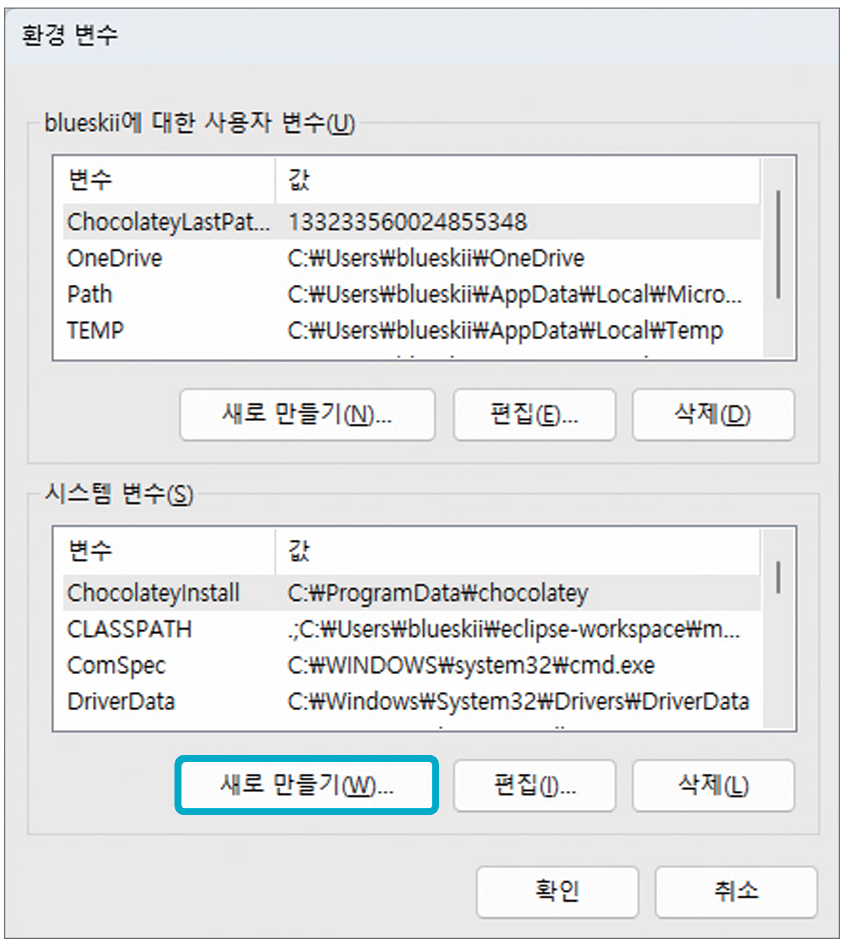 환경 변수
blueskii에 대한 사용자 변수(U)
변수 값
ChocolateyLastPat... 133233560024855348
OneDrive C:₩Users₩blueskii₩OneDrive
Path C:₩Users₩blueskii₩AppData₩Local₩Micro...
TEMP C:₩Users₩blueskii₩AppData₩Local₩Temp
새로 만들기(N)... 편집(E)... 삭제(D)
시스템 변수(S)
변수 값
ChocolateyInstall C:₩ProgramData₩chocolatey
CLASSPATH .;C:₩Users₩blueskii₩eclipse-workspace₩m...
ComSpec C:₩WINDOWS₩system32₩cmd.exe
DriverData C:₩Windows₩System32₩Drivers₩DriverData
새로 만들기(W)... 편집(I)... 삭제(L)
확인 취소